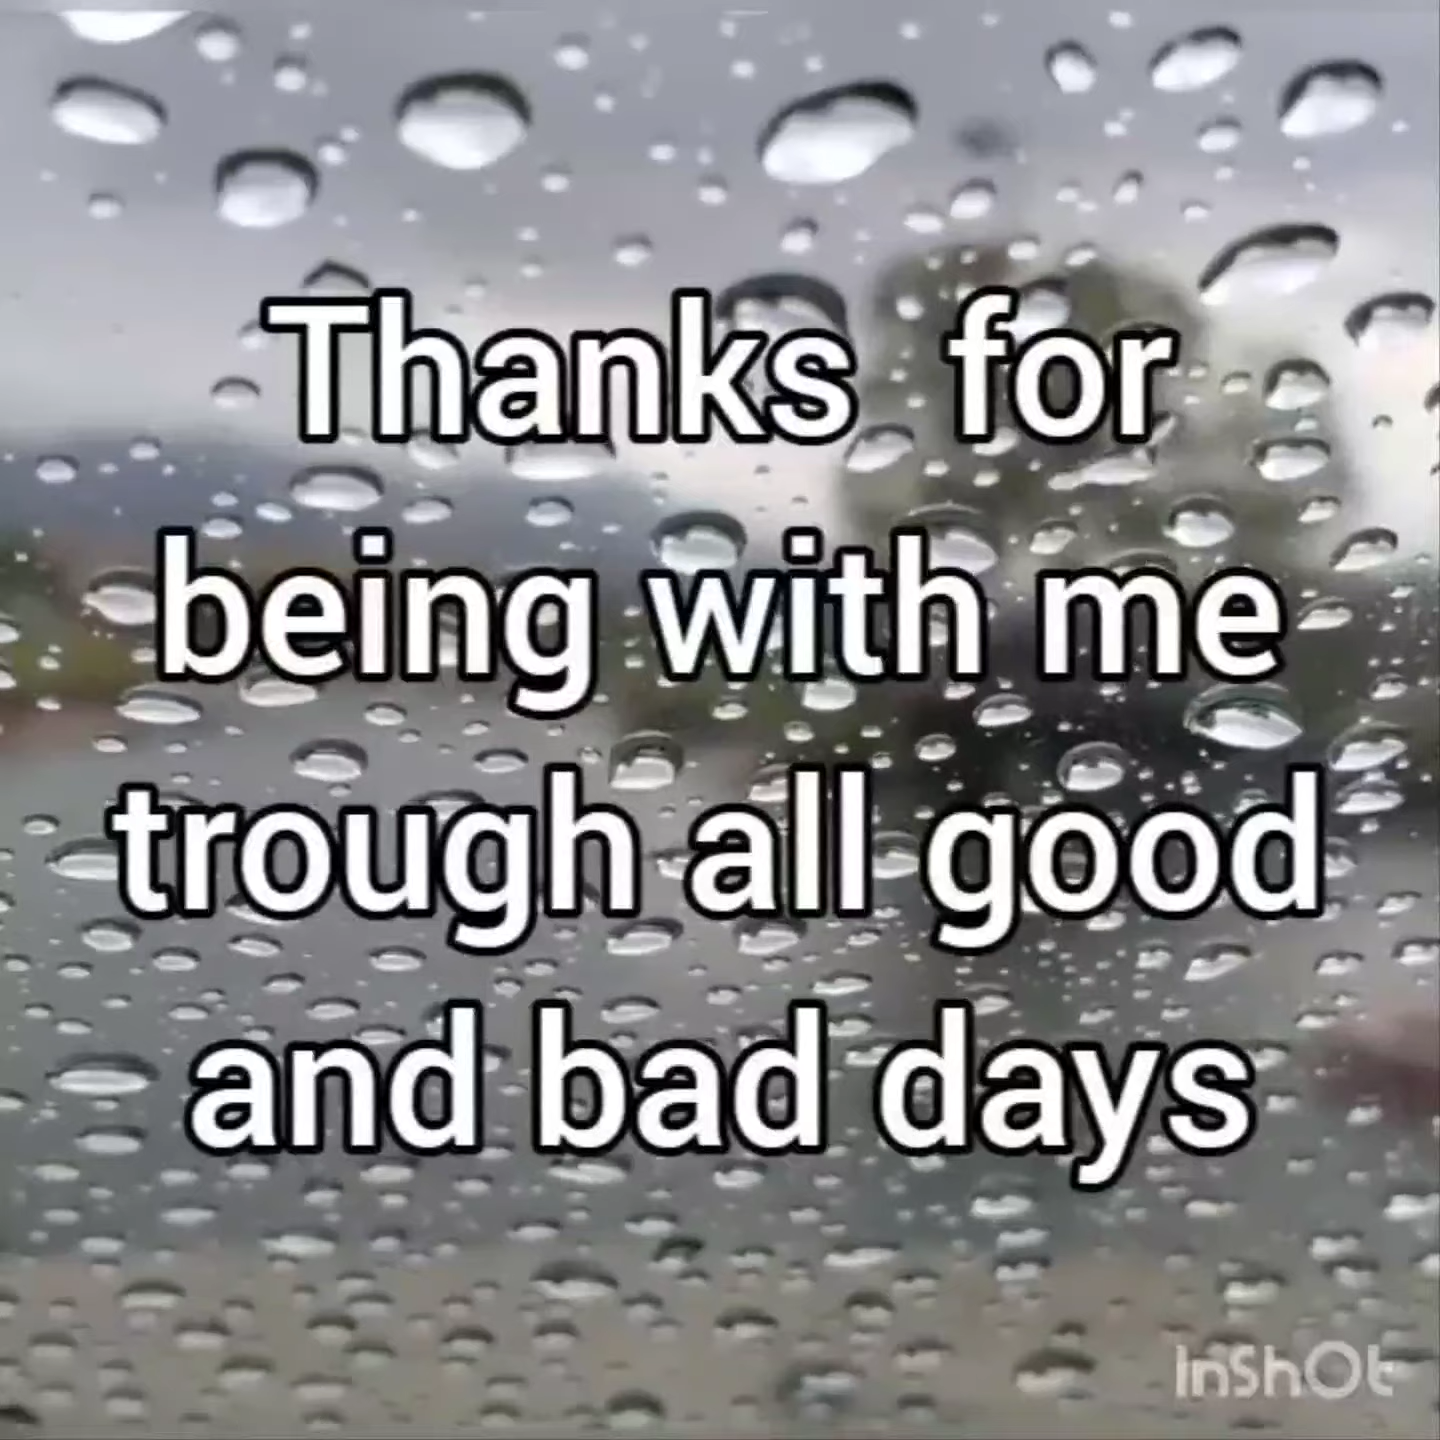 Thanks for
being with me
trough all good
and bad days
InShOt